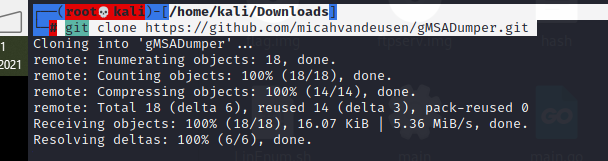 (root💀kali)-[/home/kali/Downloads]
# git clone https://github.com/micahvandeusen/gMSADumper.git
1
2021
Cloning into 'gMSADumper'...
remote: Enumerating objects: 18, done.
remote: Counting objects: 100% (18/18), done.
remote: Compressing objects: 100% (14/14), done.
remote: Total 18 (delta 6), reused 14 (delta 3), pack-reused 0
Receiving objects: 100% (18/18), 16.07 KiB | 5.36 MiB/s, done.
Resolving deltas: 100% (6/6), done.